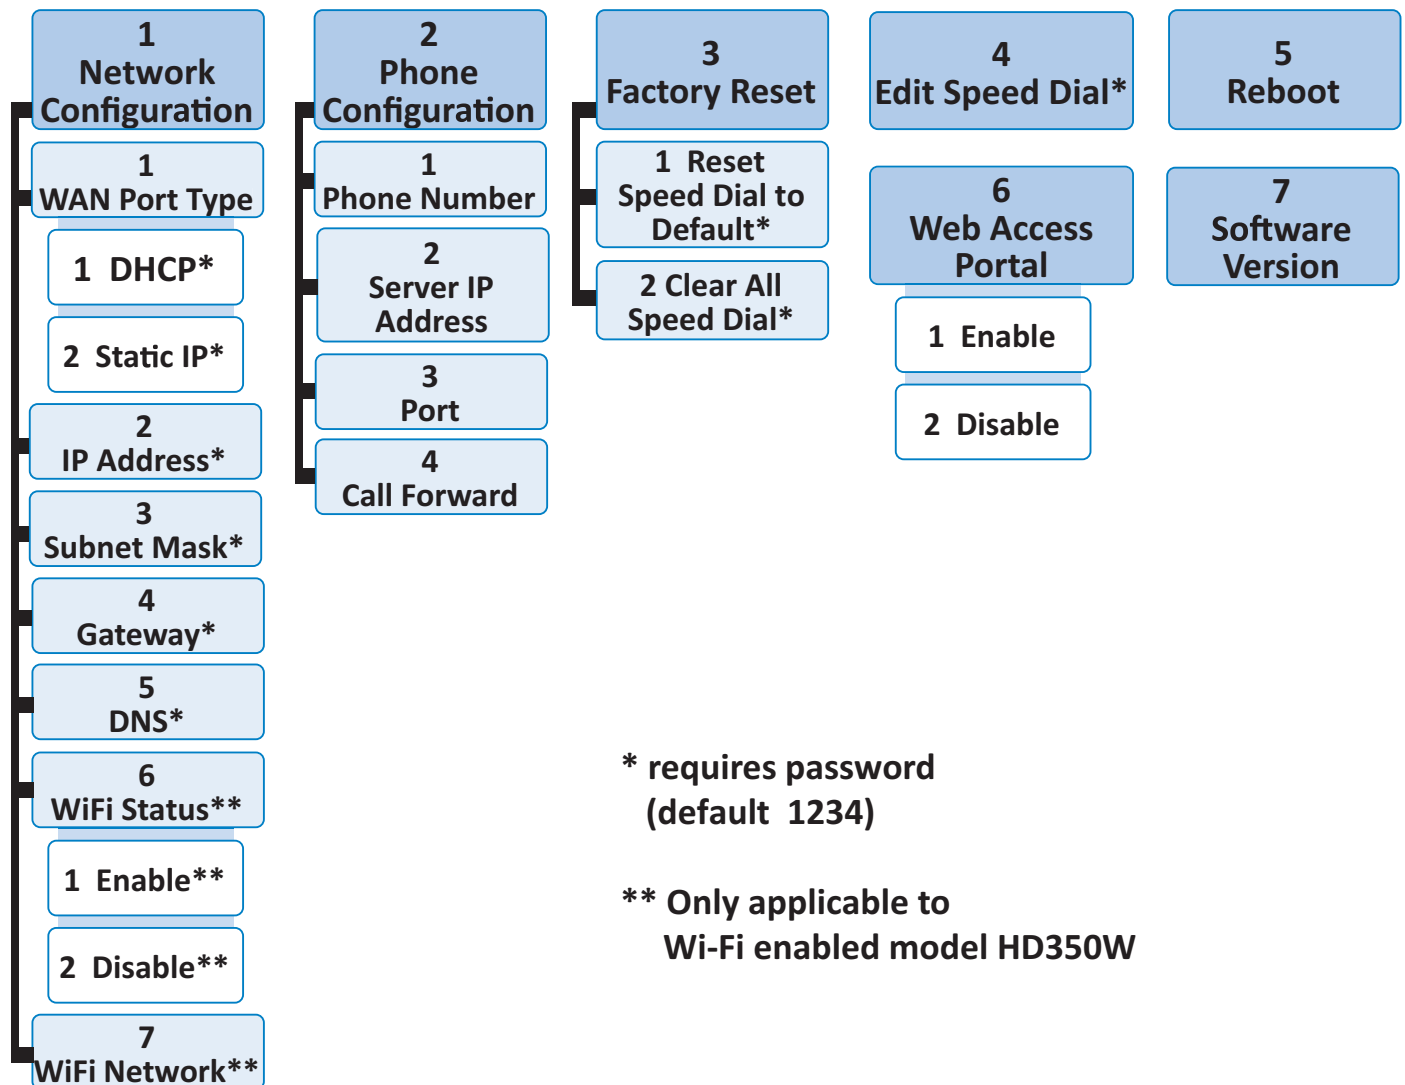 1
Network
Configuration
1
WAN Port Type
1 DHCP*
2 Static IP*
2
IP Address*
3
Subnet Mask*
4
Gateway*
5
DNS*
6
WiFi Status**
1 Enable**
2 Disable**
7
WiFi Network**
2
Phone
Configuration
1
Phone Number
2
Server IP
Address
3
Port
4
Call Forward
3
Factory Reset
1 Reset
Speed Dial to
Default*
2 Clear All
Speed Dial*
4
Edit Speed Dial*
5
Reboot
6
Web Access
Portal
1 Enable
2 Disable
7
Software
Version
* requires password
(default 1234)
** Only applicable to
Wi-Fi enabled model HD350W